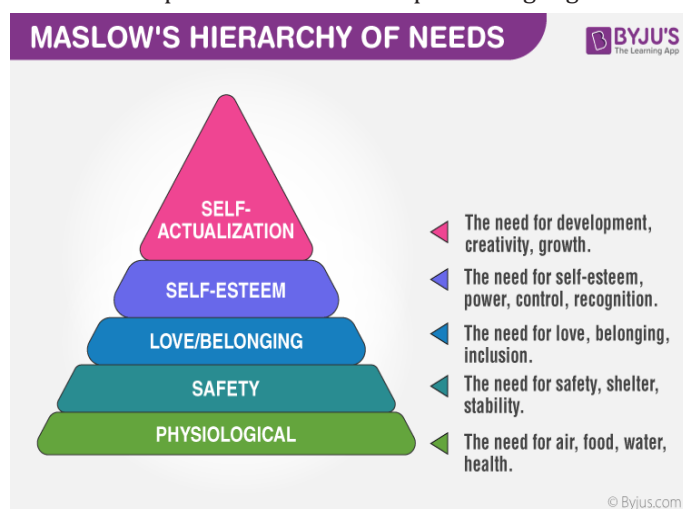 MASLOW'S HIERARCHY OF NEEDS
BYJU'S
The Learning App
SELF-
ACTUALIZATION
The need for development,
creativity, growth.
SELF-ESTEEM
The need for self-esteem,
power, control, recognition.
LOVE/BELONGING
The need for love, belonging,
inclusion.
SAFETY
The need for safety, shelter,
stability.
PHYSIOLOGICAL
The need for air, food, water,
health.
© Byjus.com